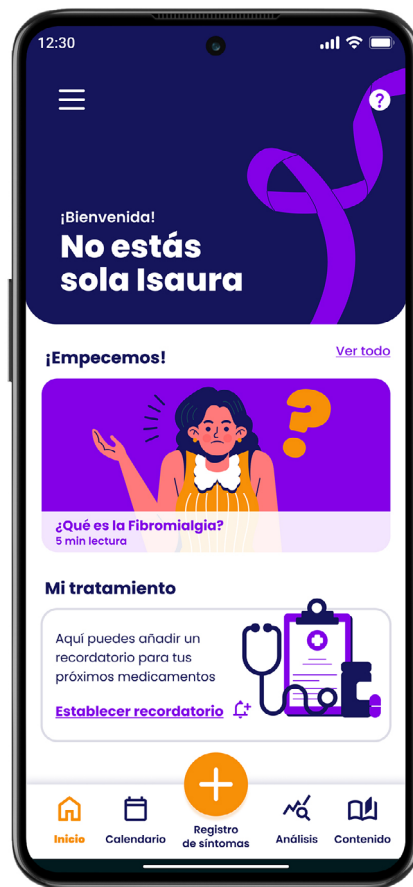 12:30
?
¡Bienvenida!
No estás
sola Isaura
¡Empecemos!
Ver todo
¿Qué es la Fibromialgia?
5 min lectura
Mi tratamiento
Aquí puedes añadir un
recordatorio para tus
próximos medicamentos
Establecer recordatorio
Inicio
Calendario
Registro
de síntomas
Análisis
Contenido